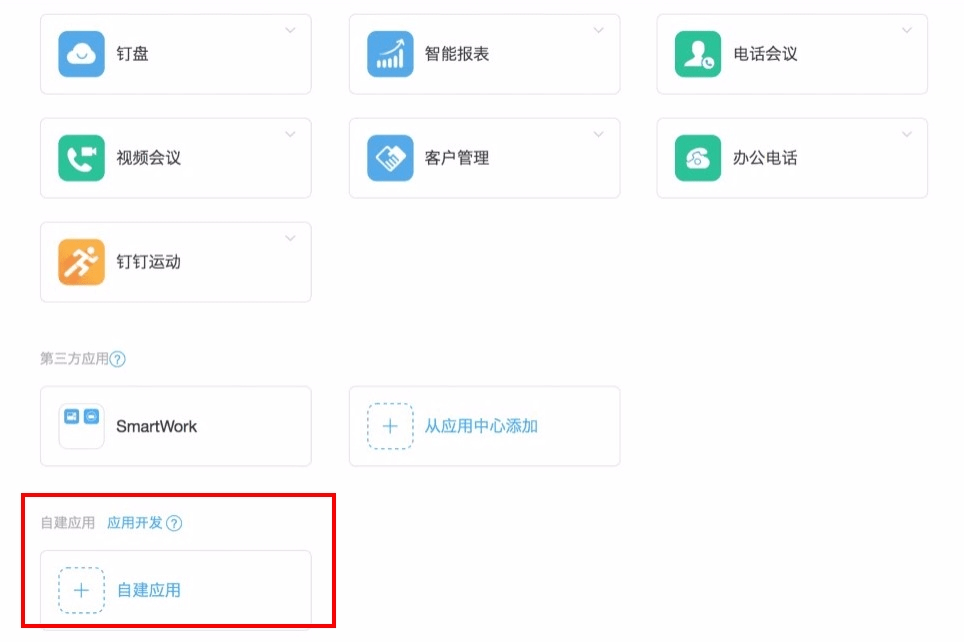 钉盘
智能报表
电话会议
视频会议
客户管理
办公电话
钉钉运动
第三方应用?
SmartWork
+ 从应用中心添加
自建应用 应用开发?
+ 自建应用